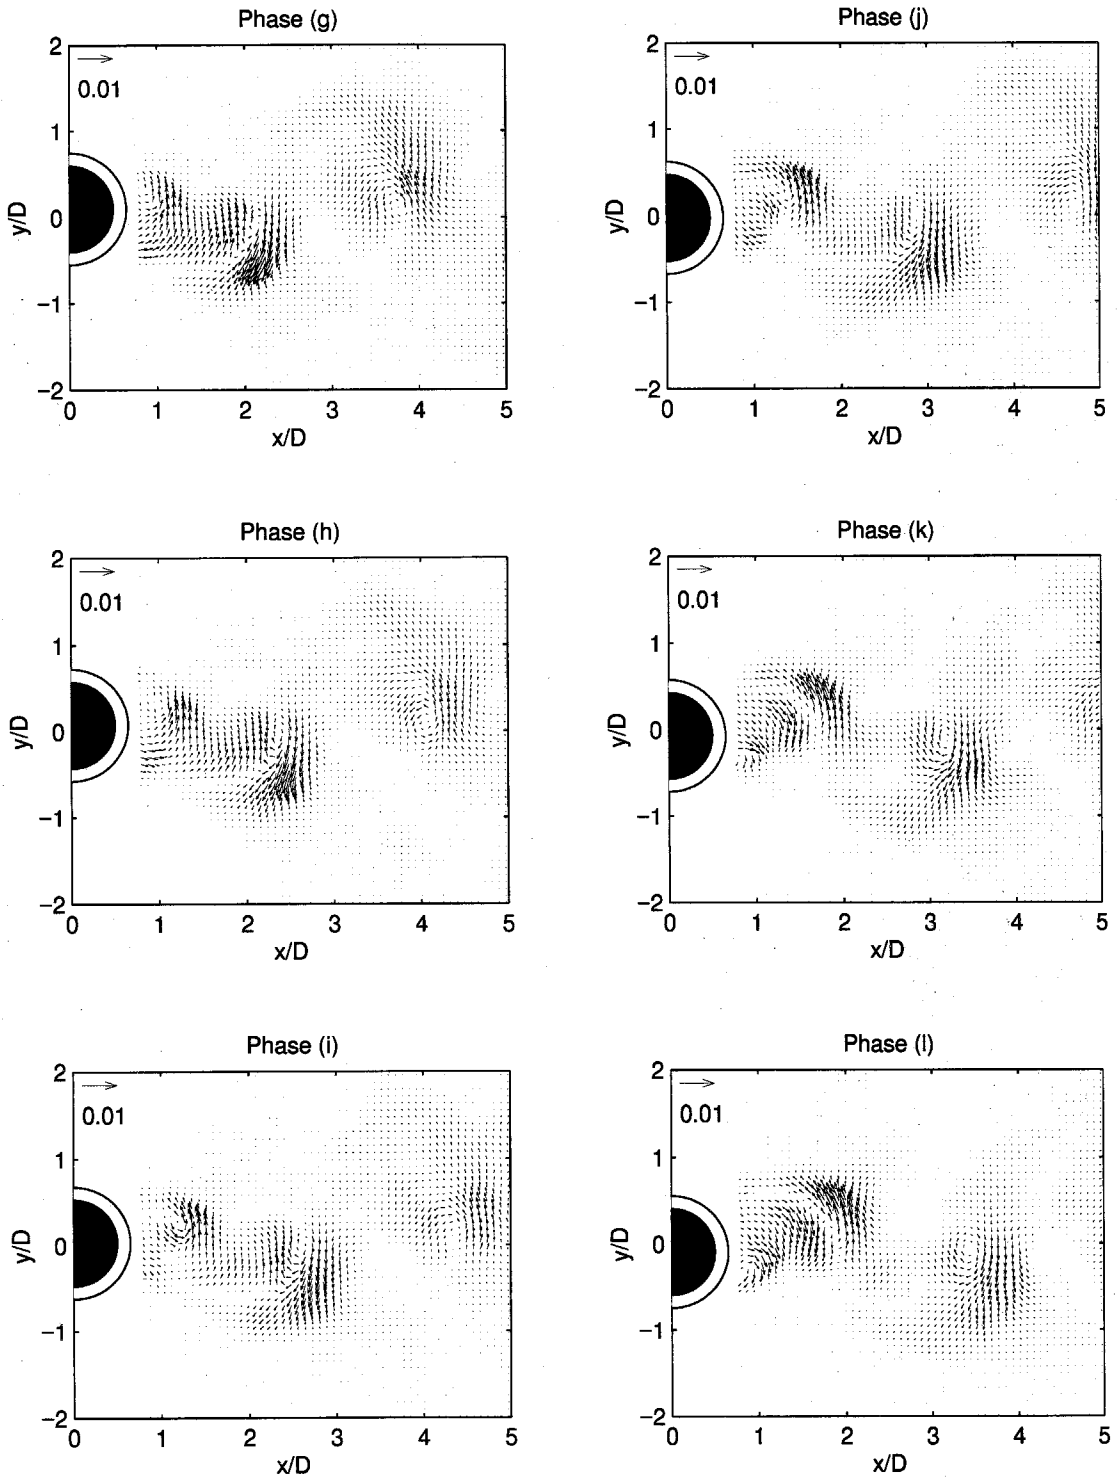 Phase (g)
2
1
0
−1
−2
0.01
y/D
0 1 2 3 4 5
x/D
Phase (j)
2
1
0
−1
−2
0.01
y/D
0 1 2 3 4 5
x/D
Phase (h)
2
1
0
−1
−2
0.01
y/D
0 1 2 3 4 5
x/D
Phase (k)
2
1
0
−1
−2
0.01
y/D
0 1 2 3 4 5
x/D
Phase (i)
2
1
0
−1
−2
0.01
y/D
0 1 2 3 4 5
x/D
Phase (l)
2
1
0
−1
−2
0.01
y/D
0 1 2 3 4 5
x/D